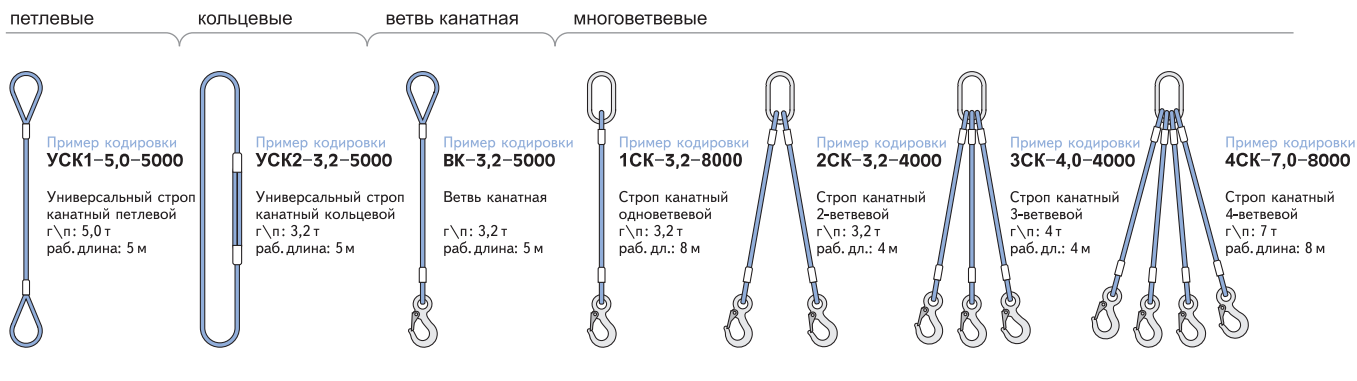 петлевые
кольцевые
ветвь канатная
многоветвевые
Пример кодировки
УСК1–5,0–5000
Универсальный строп
канатный петлевой
г\п: 5,0 т
раб. длина: 5 м
Пример кодировки
УСК2–3,2–5000
Универсальный строп
канатный кольцевой
г\п: 3,2 т
раб. длина: 5 м
Пример кодировки
ВК–3,2–5000
Ветвь канатная
г\п: 3,2 т
раб. длина: 5 м
Пример кодировки
1СК–3,2–8000
Строп канатный
одноветвевой
г\п: 3,2 т
раб. дл.: 8 м
Пример кодировки
2СК–3,2–4000
Строп канатный
2-ветвевой
г\п: 3,2 т
раб. дл.: 4 м
Пример кодировки
3СК–4,0–4000
Строп канатный
3-ветвевой
г\п: 4 т
раб. дл.: 4 м
Пример кодировки
4СК–7,0–8000
Строп канатный
4-ветвевой
г\п: 7 т
раб. длина: 8 м